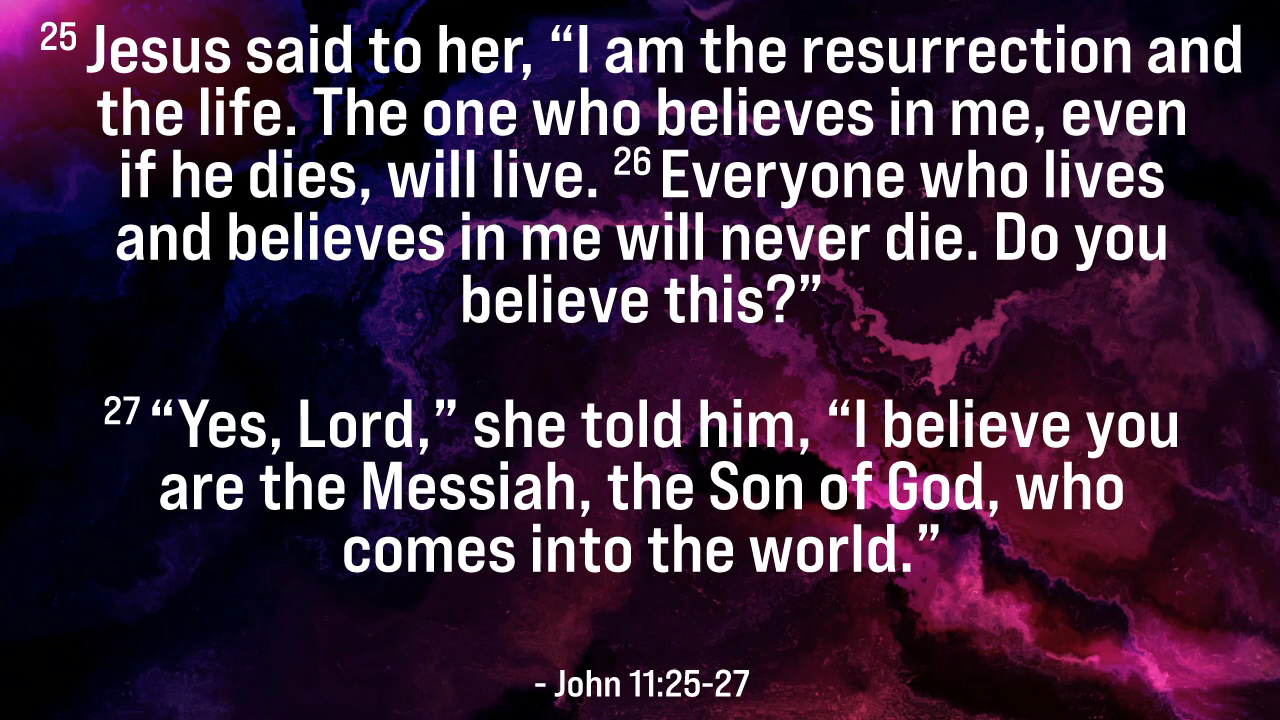 25 Jesus said to her, “I am the resurrection and
the life. The one who believes in me, even
if he dies, will live. 26 Everyone who lives
and believes in me will never die. Do you
believe this?”
27 “Yes, Lord,” she told him, “I believe you
are the Messiah, the Son of God, who
comes into the world.”
- John 11:25-27